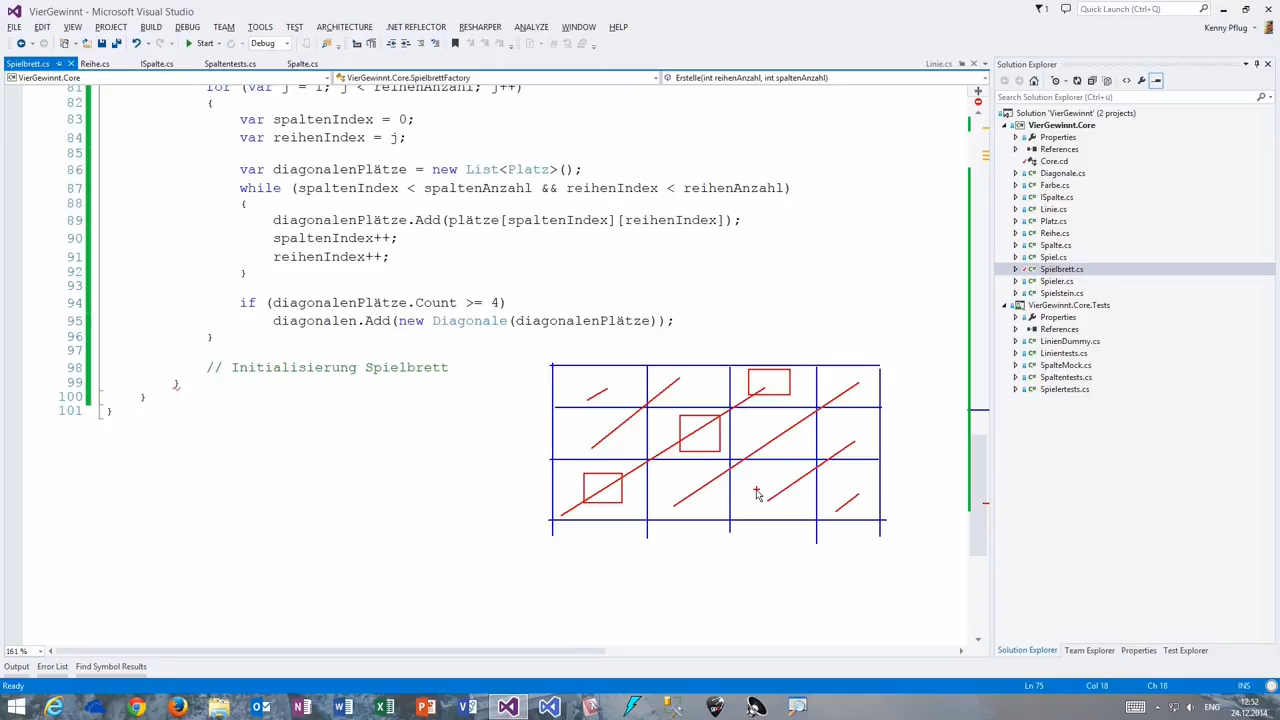 VierGewinnt - Microsoft Visual Studio
1
Quick Launch (Ctrl+Q)
FILE EDIT VIEW PROJECT BUILD DEBUG TEAM TOOLS TEST ARCHITECTURE .NET REFLECTOR RESHARPER ANALYZE WINDOW HELP
Kenny Pflug
Start Debug
Spielbrett.cs Reihe.cs ISpalte.cs Spaltentests.cs Spalte.cs Linie.cs
VierGewinnt.Core VierGewinnt.Core.SpielbrettFactory Erstelle(int reihenAnzahl, int spaltenAnzahl)
81 for (var j = 1; j < reihenAnzahl; j++)
82 {
83 var spaltenIndex = 0;
84 var reihenIndex = j;
85
86 var diagonalenPlätze = new List<Platz>();
87 while (spaltenIndex < spaltenAnzahl && reihenIndex < reihenAnzahl)
88 {
89 diagonalenPlätze.Add(plätze[spaltenIndex][reihenIndex]);
90 spaltenIndex++;
91 reihenIndex++;
92 }
93
94 if (diagonalenPlätze.Count >= 4)
95 diagonalen.Add(new Diagonale(diagonalenPlätze));
96 }
97
98 // Initialisierung Spielbrett
99 }
100 }
101 }
161 %
Solution Explorer
Search Solution Explorer (Ctrl+ü)
Solution 'VierGewinnt' (2 projects)
VierGewinnt.Core
Properties
References
Core.cd
Diagonale.cs
Farbe.cs
ISpalte.cs
Linie.cs
Platz.cs
Reihe.cs
Spalte.cs
Spiel.cs
Spielbrett.cs
Spieler.cs
Spielstein.cs
VierGewinnt.Core.Tests
Properties
References
LinienDummy.cs
Linientests.cs
SpalteMock.cs
Spaltentests.cs
Spielertests.cs
Solution Explorer Team Explorer Properties Test Explorer
Output Error List Find Symbol Results
Ready Ln 75 Col 18 Ch 18 INS
ENG 12:52
24.12.2014